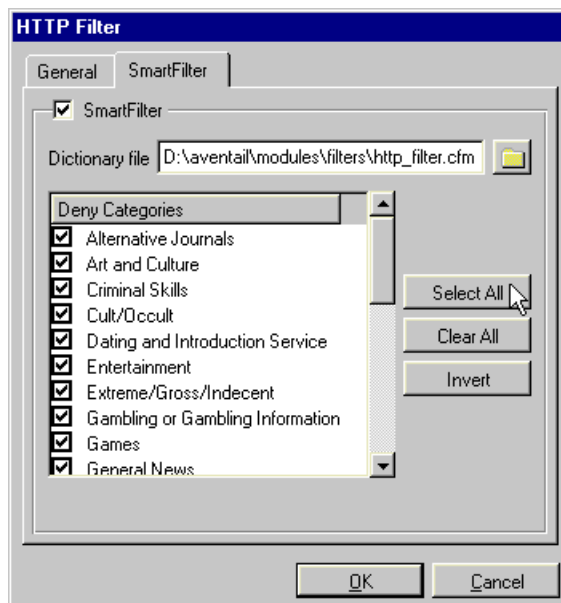 HTTP Filter
General SmartFilter
SmartFilter
Dictionary file D:\aventail\modules\filters\http_filter.cfm
Deny Categories
Alternative Journals
Art and Culture
Criminal Skills
Cult/Occult
Dating and Introduction Service
Entertainment
Extreme/Gross/Indecent
Gambling or Gambling Information
Games
General News
Select All
Clear All
Invert
OK Cancel